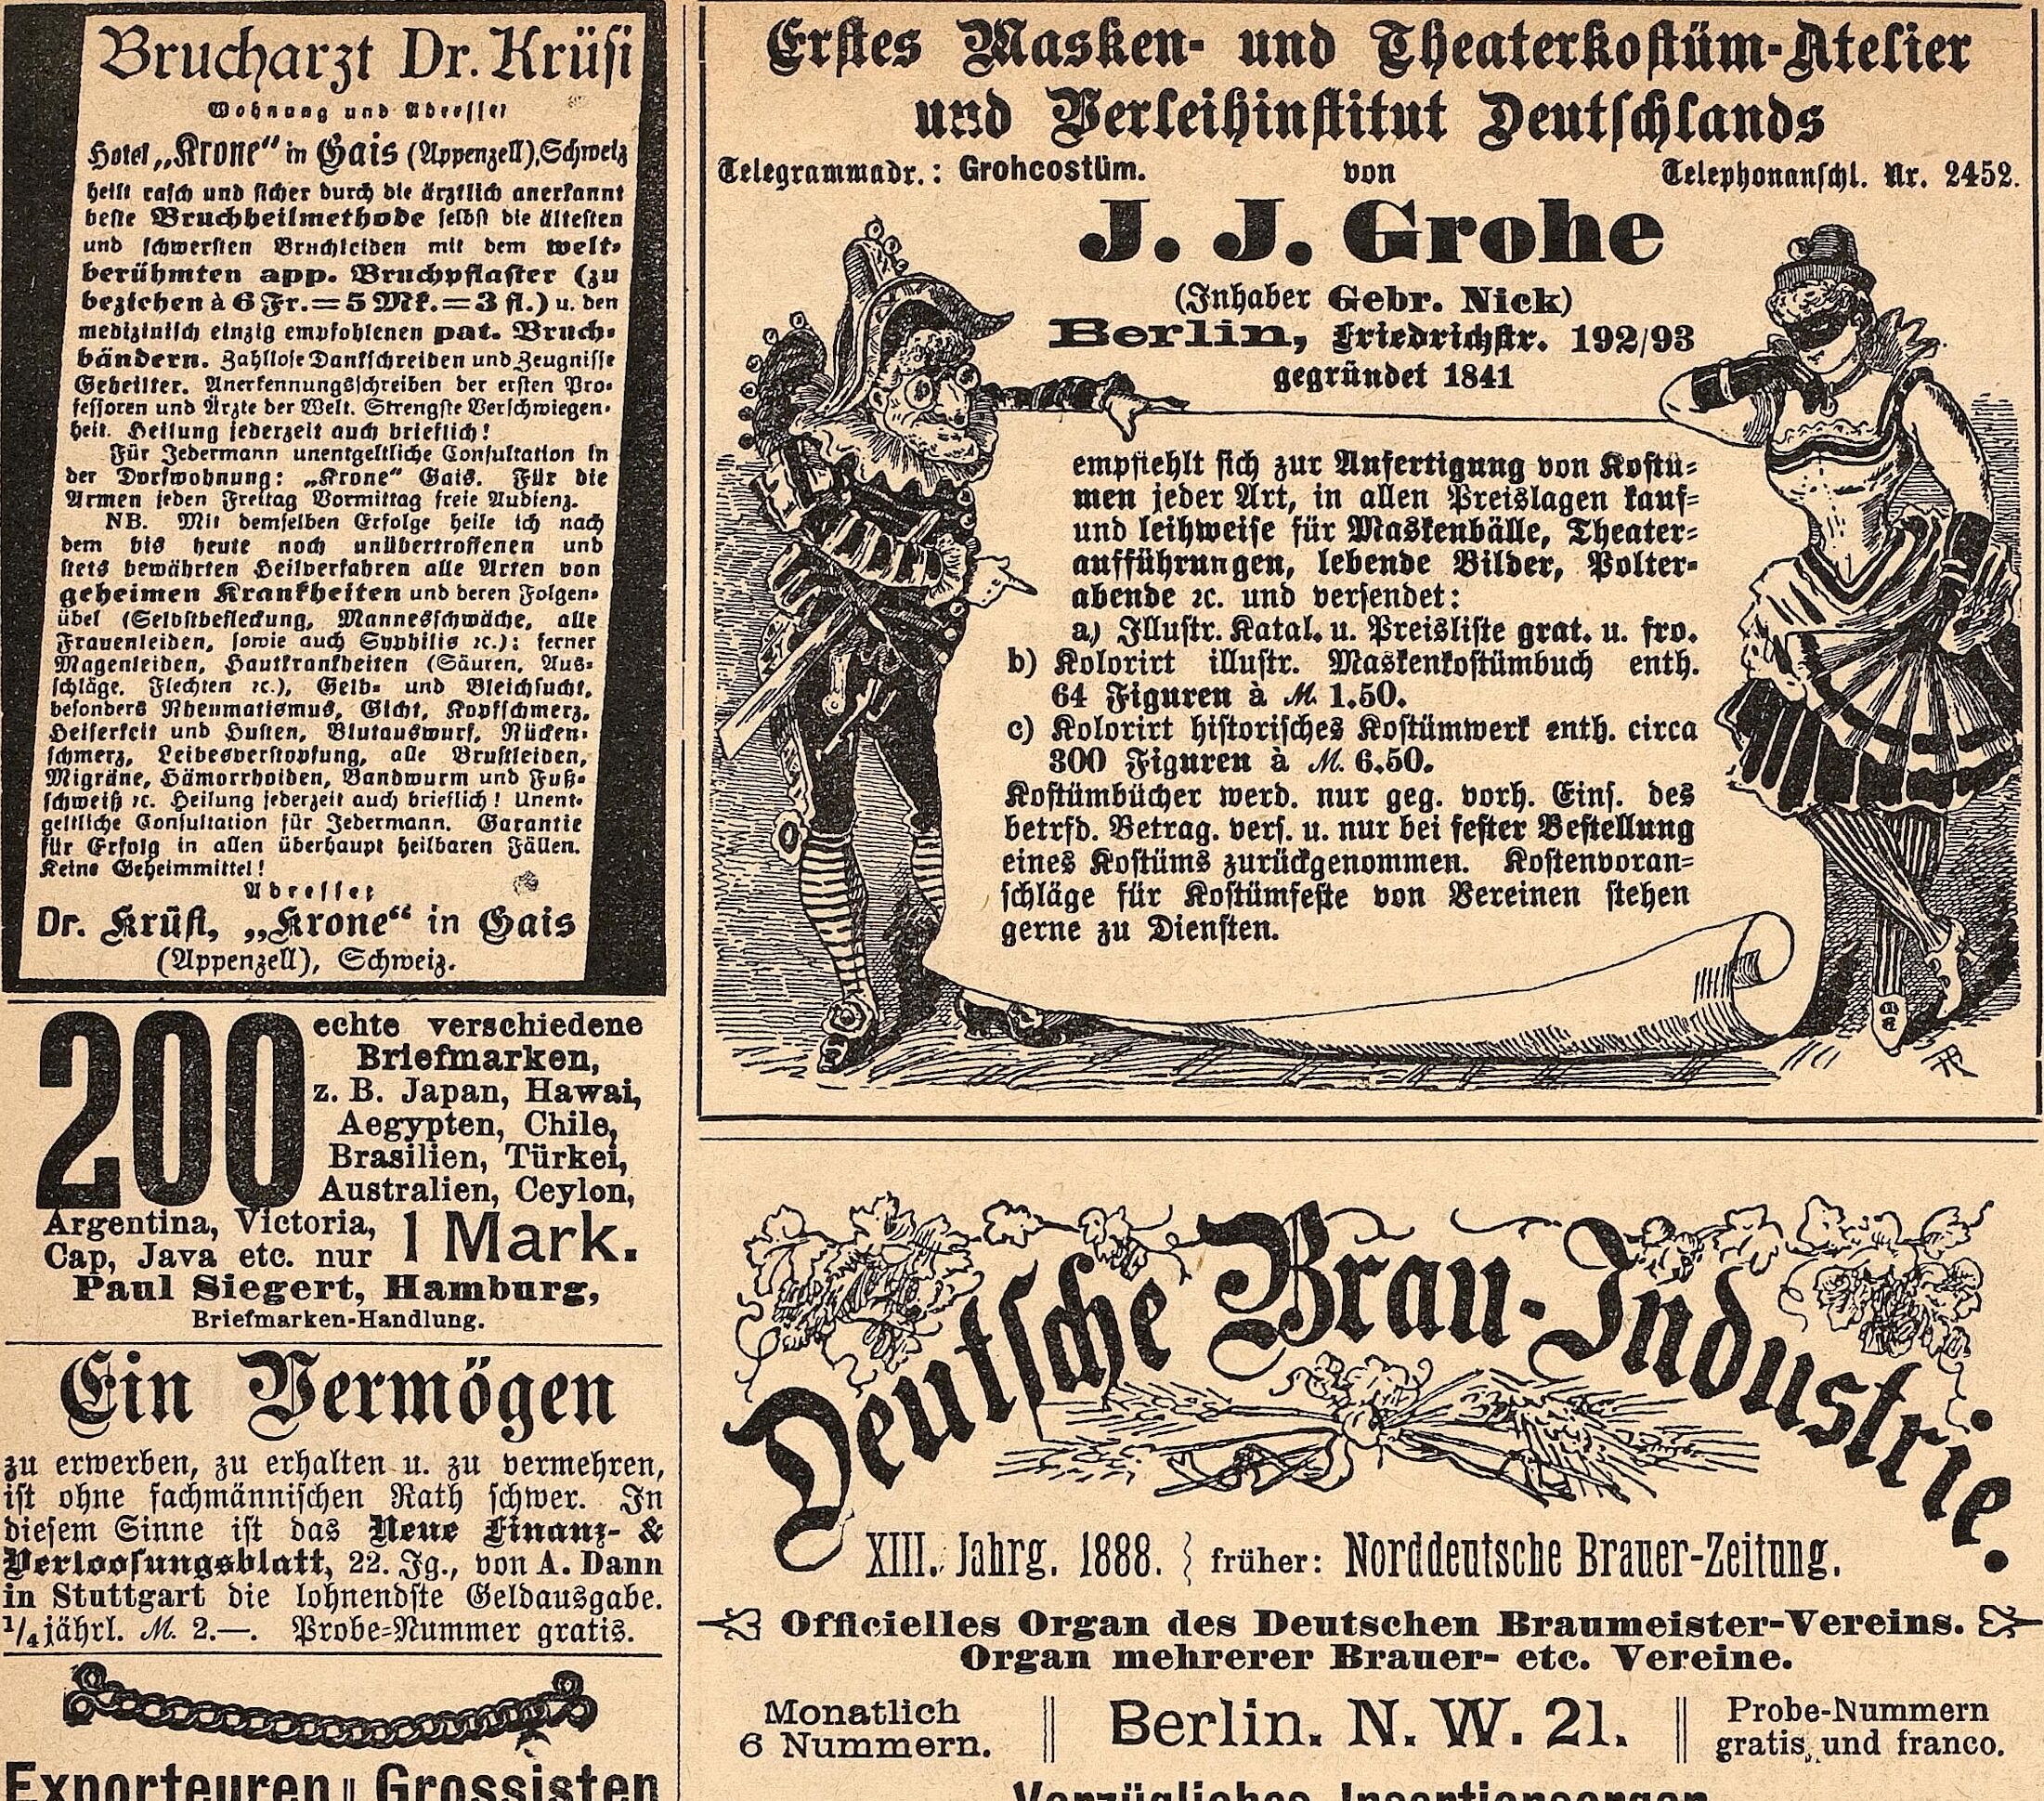 Brucharzt Dr. Krüsi
Wohnung und Adresse:
Hotel „Krone“ in Gais (Appenzell), Schweiz
heilt rasch und sicher durch die ärztlich anerkannt
beste Bruchheilmethode selbst die ältesten
und schwersten Bruchleiden mit dem welt-
berühmten app. Bruchpflaster (zu
beziehen à 6 Fr. = 5 Mk. = 3 fl.) u. den
medizinisch einzig empfohlenen pat. Bruch-
bändern. Zahllose Dankschreiben und Zeugnisse
Geheilter. Anerkennungsschreiben der ersten Pro-
fessoren und Ärzte der Welt. Strengste Verschwiegen-
heit. Heilung jederzeit auch brieflich!
Für Jedermann unentgeltliche Consultation in
der Dorfwohnung: „Krone“ Gais. Für die
Armen jeden Freitag Vormittag freie Audienz.
NB. Mit demselben Erfolge heile ich nach
dem bis heute noch unübertroffenen und
stets bewährten Heilverfahren alle Arten von
geheimen Krankheiten und deren Folgen-
übel (Selbstbefleckung, Mannesschwäche, alle
Frauenleiden, sowie auch Syphilis ꝛc.); ferner
Magenleiden, Hautkrankheiten (Säuren, Aus-
schläge, Flechten ꝛc.), Gelb- und Bleichsucht,
besonders Rheumatismus, Gicht, Kopfschmerz,
Heiserkeit und Husten, Blutauswurf, Rücken-
schmerz, Leibesverstopfung, alle Brustleiden,
Migräne, Hämorrhoiden, Bandwurm und Fuß-
schweiß ꝛc. Heilung jederzeit auch brieflich! Unent-
geltliche Consultation für Jedermann. Garantie
für Erfolg in allen überhaupt heilbaren Fällen.
Keine Geheimmittel!
Adresse:
Dr. Krüsi, „Krone“ in Gais
(Appenzell), Schweiz.
200 echte verschiedene
Briefmarken,
z. B. Japan, Hawai,
Aegypten, Chile,
Brasilien, Türkei,
Australien, Ceylon,
Argentina, Victoria,
Cap, Java etc. nur 1 Mark.
Paul Siegert, Hamburg,
Briefmarken-Handlung.
Ein Vermögen
zu erwerben, zu erhalten u. zu vermehren,
ist ohne fachmännischen Rath schwer. In
diesem Sinne ist das Neue Finanz- &
Verloosungsblatt, 22. Jg., von A. Dann
in Stuttgart die lohnendste Geldausgabe.
1/4jährl. M. 2.—. Probe-Nummer gratis.
Exporteuren || Grossisten
Erstes Masken- und Theaterkostüm-Atelier
und Verleihinstitut Deutschlands
Telegrammadr.: Grohcostüm. von Telephonanschl. Nr. 2452.
J. J. Grohe
(Inhaber Gebr. Nick)
Berlin, Friedrichstr. 192/93
gegründet 1841
empfiehlt sich zur Anfertigung von Kostü-
men jeder Art, in allen Preislagen kauf-
und leihweise für Maskenbälle, Theater-
aufführungen, lebende Bilder, Polter-
abende ꝛc. und versendet:
a) Illustr. Katal. u. Preisliste grat. u. fro.
b) Kolorirt illustr. Maskenkostümbuch enth.
64 Figuren à M. 1.50.
c) Kolorirt historisches Kostümwerk enth. circa
300 Figuren à M. 6.50.
Kostümbücher werd. nur geg. vorh. Eins. des
betrfd. Betrag. vers. u. nur bei fester Bestellung
eines Kostüms zurückgenommen. Kostenvoran-
schläge für Kostümfeste von Vereinen stehen
gerne zu Diensten.
Deutsche Brau-Industrie.
XIII. Jahrg. 1888. } früher: Norddeutsche Brauer-Zeitung.
Officielles Organ des Deutschen Braumeister-Vereins.
Organ mehrerer Brauer- etc. Vereine.
Monatlich
6 Nummern.
Berlin. N. W. 21.
Probe-Nummern
gratis und franco.
Vorzügliches Insertionsorgan